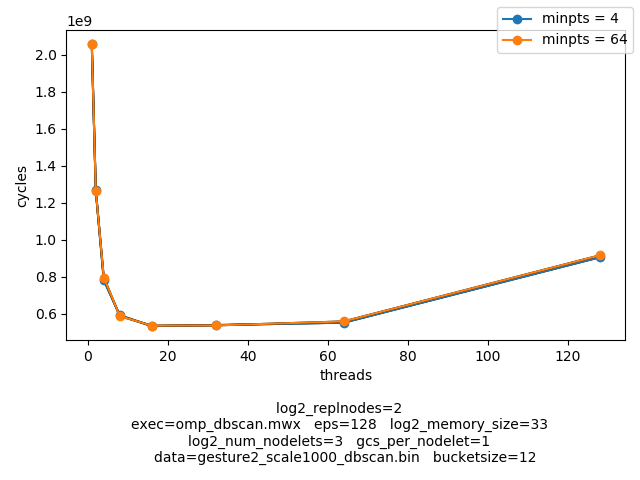 1e9
minpts = 4
minpts = 64
2.0
1.8
1.6
1.4
1.2
1.0
0.8
0.6
cycles
0 20 40 60 80 100 120
threads
log2_replnodes=2
exec=omp_dbscan.mwx eps=128 log2_memory_size=33
log2_num_nodelets=3 gcs_per_nodelet=1
data=gesture2_scale1000_dbscan.bin bucketsize=12